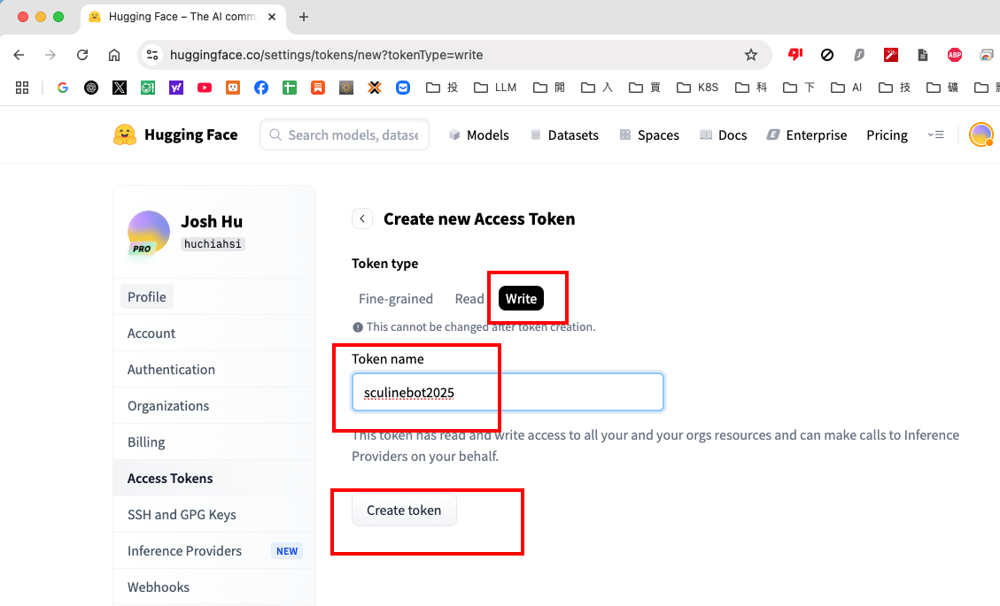 Hugging Face – The AI comm
huggingface.co/settings/tokens/new?tokenType=write
投 LLM 開 入 買 K8S 科 下 AI 技 礦
Hugging Face
Search models, datase
Models Datasets Spaces Docs Enterprise Pricing
Josh Hu
PRO
huchiahsi
Profile
Account
Authentication
Organizations
Billing
Access Tokens
SSH and GPG Keys
Inference Providers NEW
Webhooks
Create new Access Token
Token type
Fine-grained Read Write
This cannot be changed after token creation.
Token name
sculinebot2025
This token has read and write access to all your and your orgs resources and can make calls to Inference
Providers on your behalf.
Create token